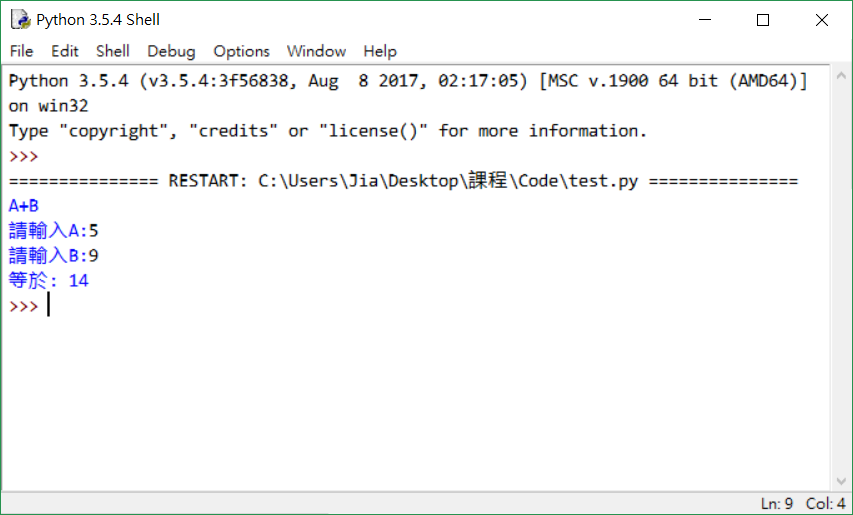 Python 3.5.4 Shell
File Edit Shell Debug Options Window Help
Python 3.5.4 (v3.5.4:3f56838, Aug  8 2017, 02:17:05) [MSC v.1900 64 bit (AMD64)]
on win32
Type "copyright", "credits" or "license()" for more information.
>>>
=============== RESTART: C:\Users\Jia\Desktop\課程\Code\test.py ===============
A+B
請輸入A:5
請輸入B:9
等於: 14
>>>
Ln: 9 Col: 4